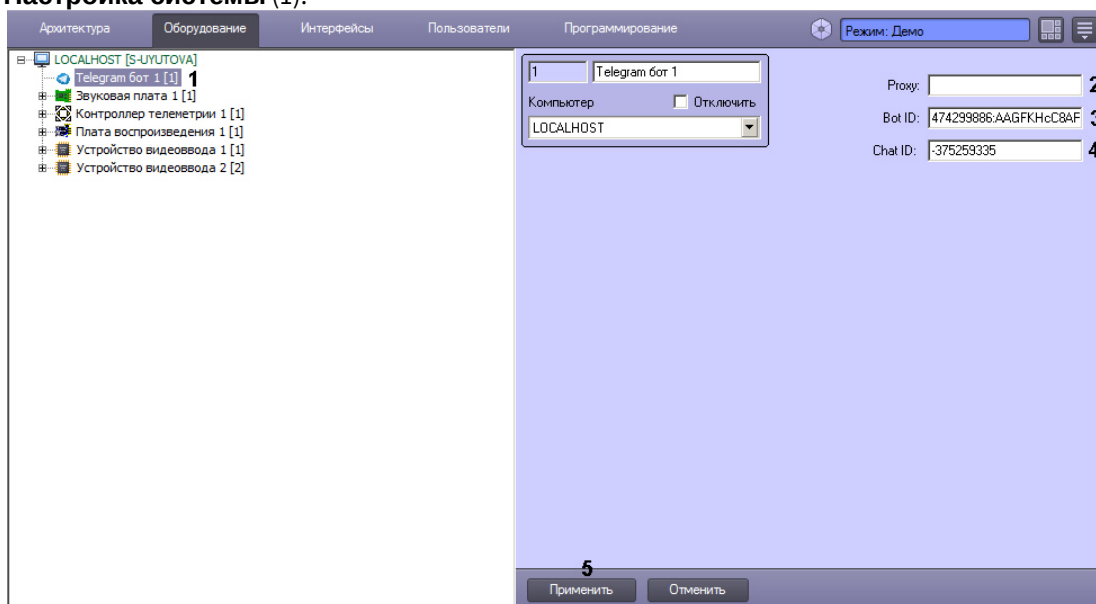 Настройка системы (1).
Архитектура Оборудование Интерфейсы Пользователи Программирование Режим: Демо
LOCALHOST [S-UYUTOVA]
Telegram бот 1 [1] 1
Звуковая плата 1 [1]
Контроллер телеметрии 1 [1]
Плата воспроизведения 1 [1]
Устройство видеоввода 1 [1]
Устройство видеоввода 2 [2]
1 Telegram бот 1
Компьютер Отключить
LOCALHOST
Proxy: 2
Bot ID: 474299886:AAGFKHcC8AF 3
Chat ID: -375259335 4
5
Применить Отменить